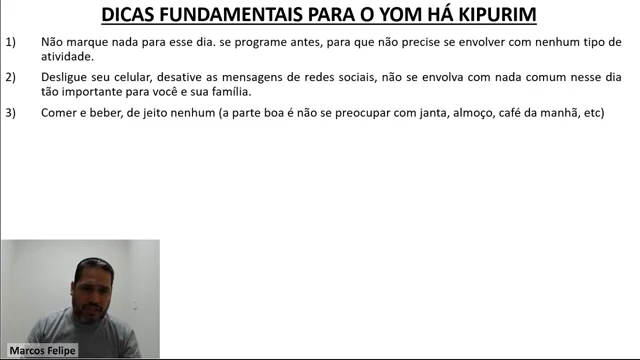 DICAS FUNDAMENTAIS PARA O YOM HÁ KIPURIM
1) Não marque nada para esse dia. se programe antes, para que não precise se envolver com nenhum tipo de
atividade.
2) Desligue seu celular, desative as mensagens de redes sociais, não se envolva com nada comum nesse dia
tão importante para você e sua família.
3) Comer e beber, de jeito nenhum (a parte boa é não se preocupar com janta, almoço, café da manhã, etc)
Marcos Felipe